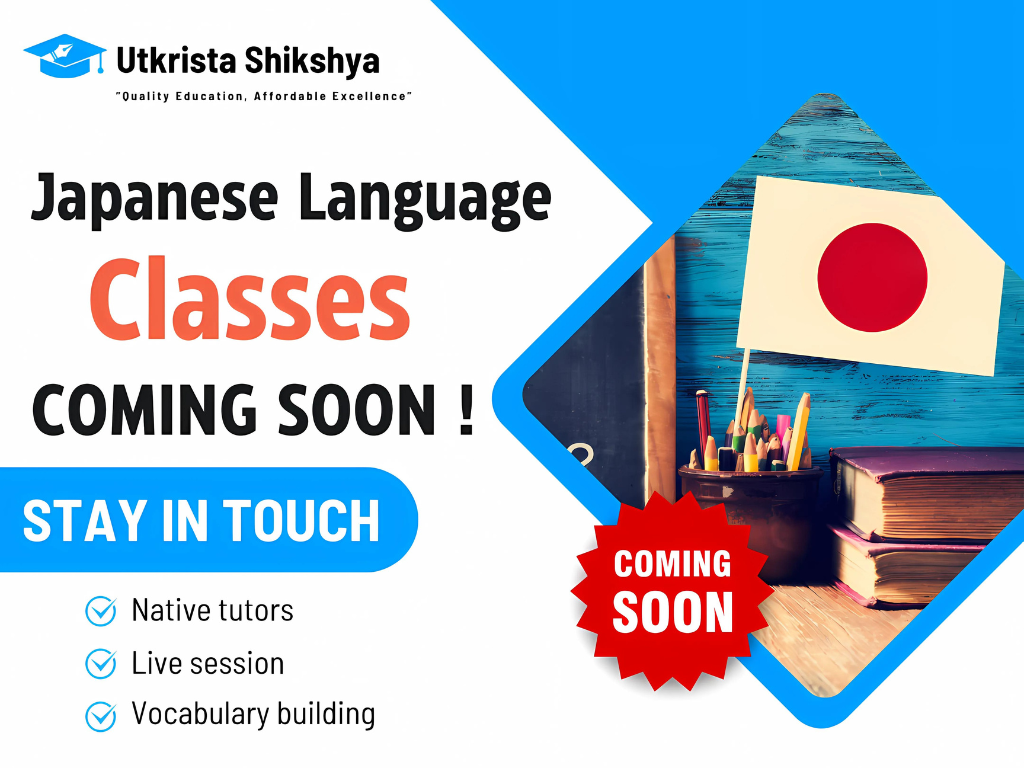 Utkrista Shikshya
"Quality Education, Affordable Excellence"
Japanese Language
Classes
COMING SOON !
STAY IN TOUCH
Native tutors
Live session
Vocabulary building
COMING
SOON